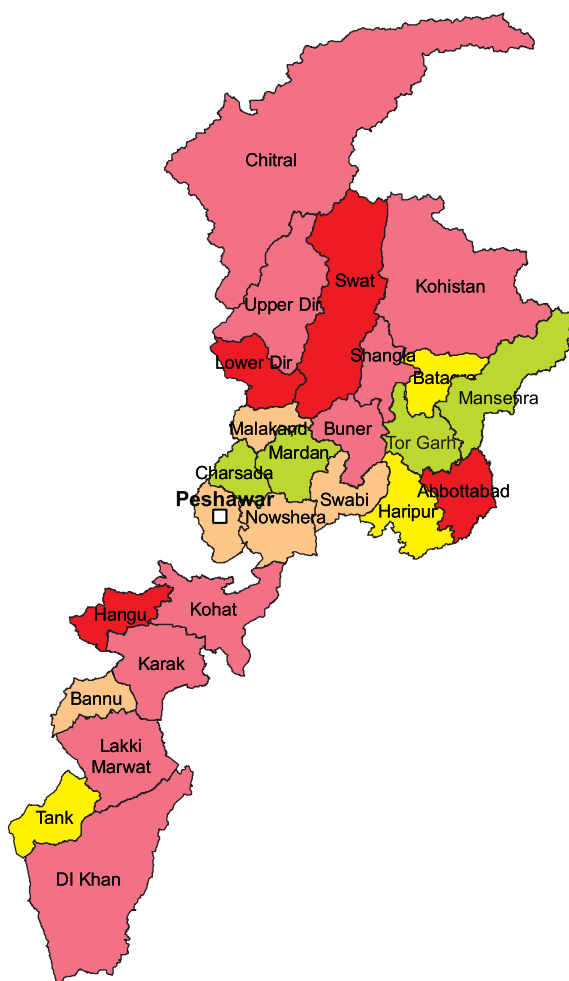 Chitral
Swat
Kohistan
Upper Dir
Shangla
Lower Dir
Mansehra
Malakand
Buner
Tor Garh
Mardan
Charsada
Abbottabad
Peshawar
Swabi
Haripur
Nowshera
Hangu
Kohat
Karak
Bannu
Lakki
Marwat
Tank
DI Khan